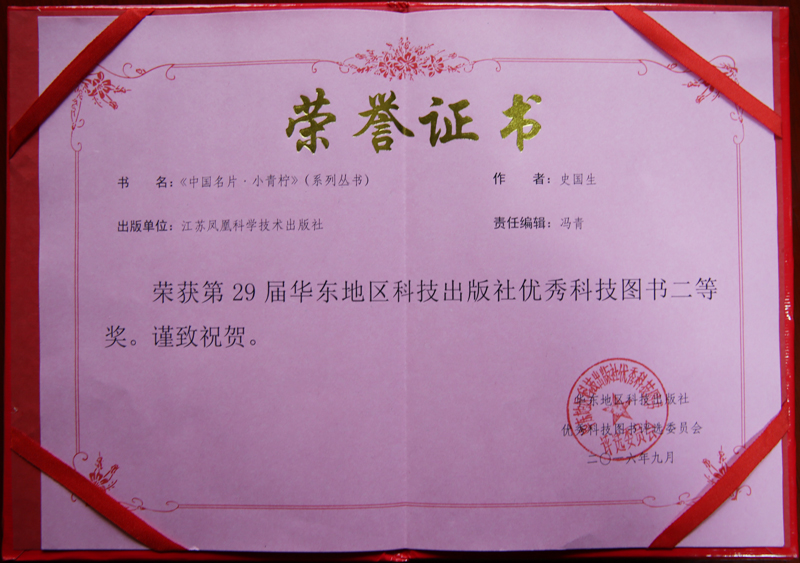 荣誉证书
书 名:《中国名片·小青柠》(系列丛书) 作 者:史国生
出版单位:江苏凤凰科学技术出版社 责任编辑:冯青
荣获第29届华东地区科技出版社优秀科技图书二等
奖。谨致祝贺。
华东地区科技出版社
优秀科技图书评选委员会
二〇一六年九月